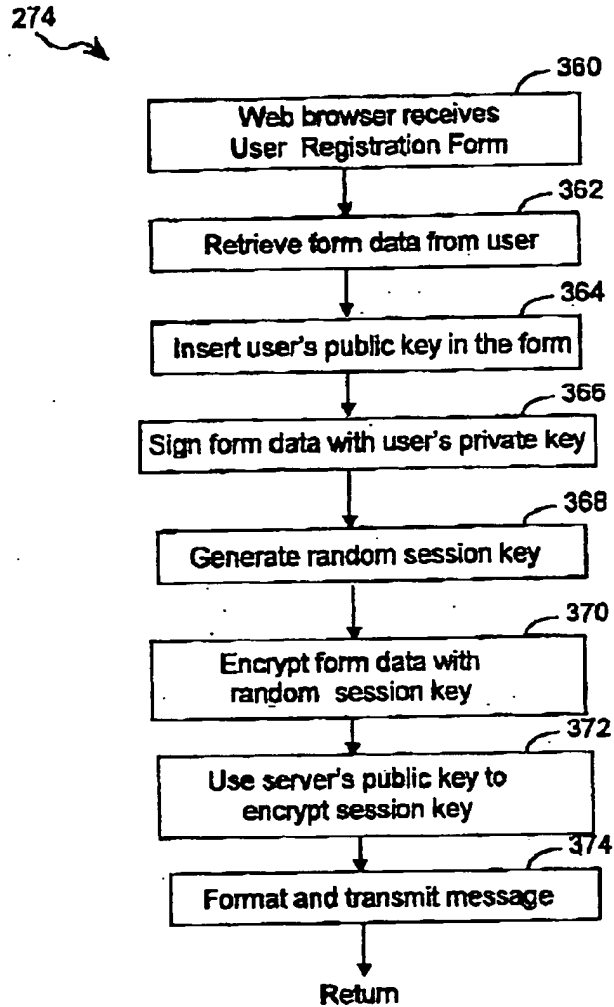 274
360
Web browser receives
User Registration Form
362
Retrieve form data from user
364
Insert user's public key in the form
366
Sign form data with user's private key
368
Generate random session key
370
Encrypt form data with
random session key
372
Use server's public key to
encrypt session key
374
Format and transmit message
Return